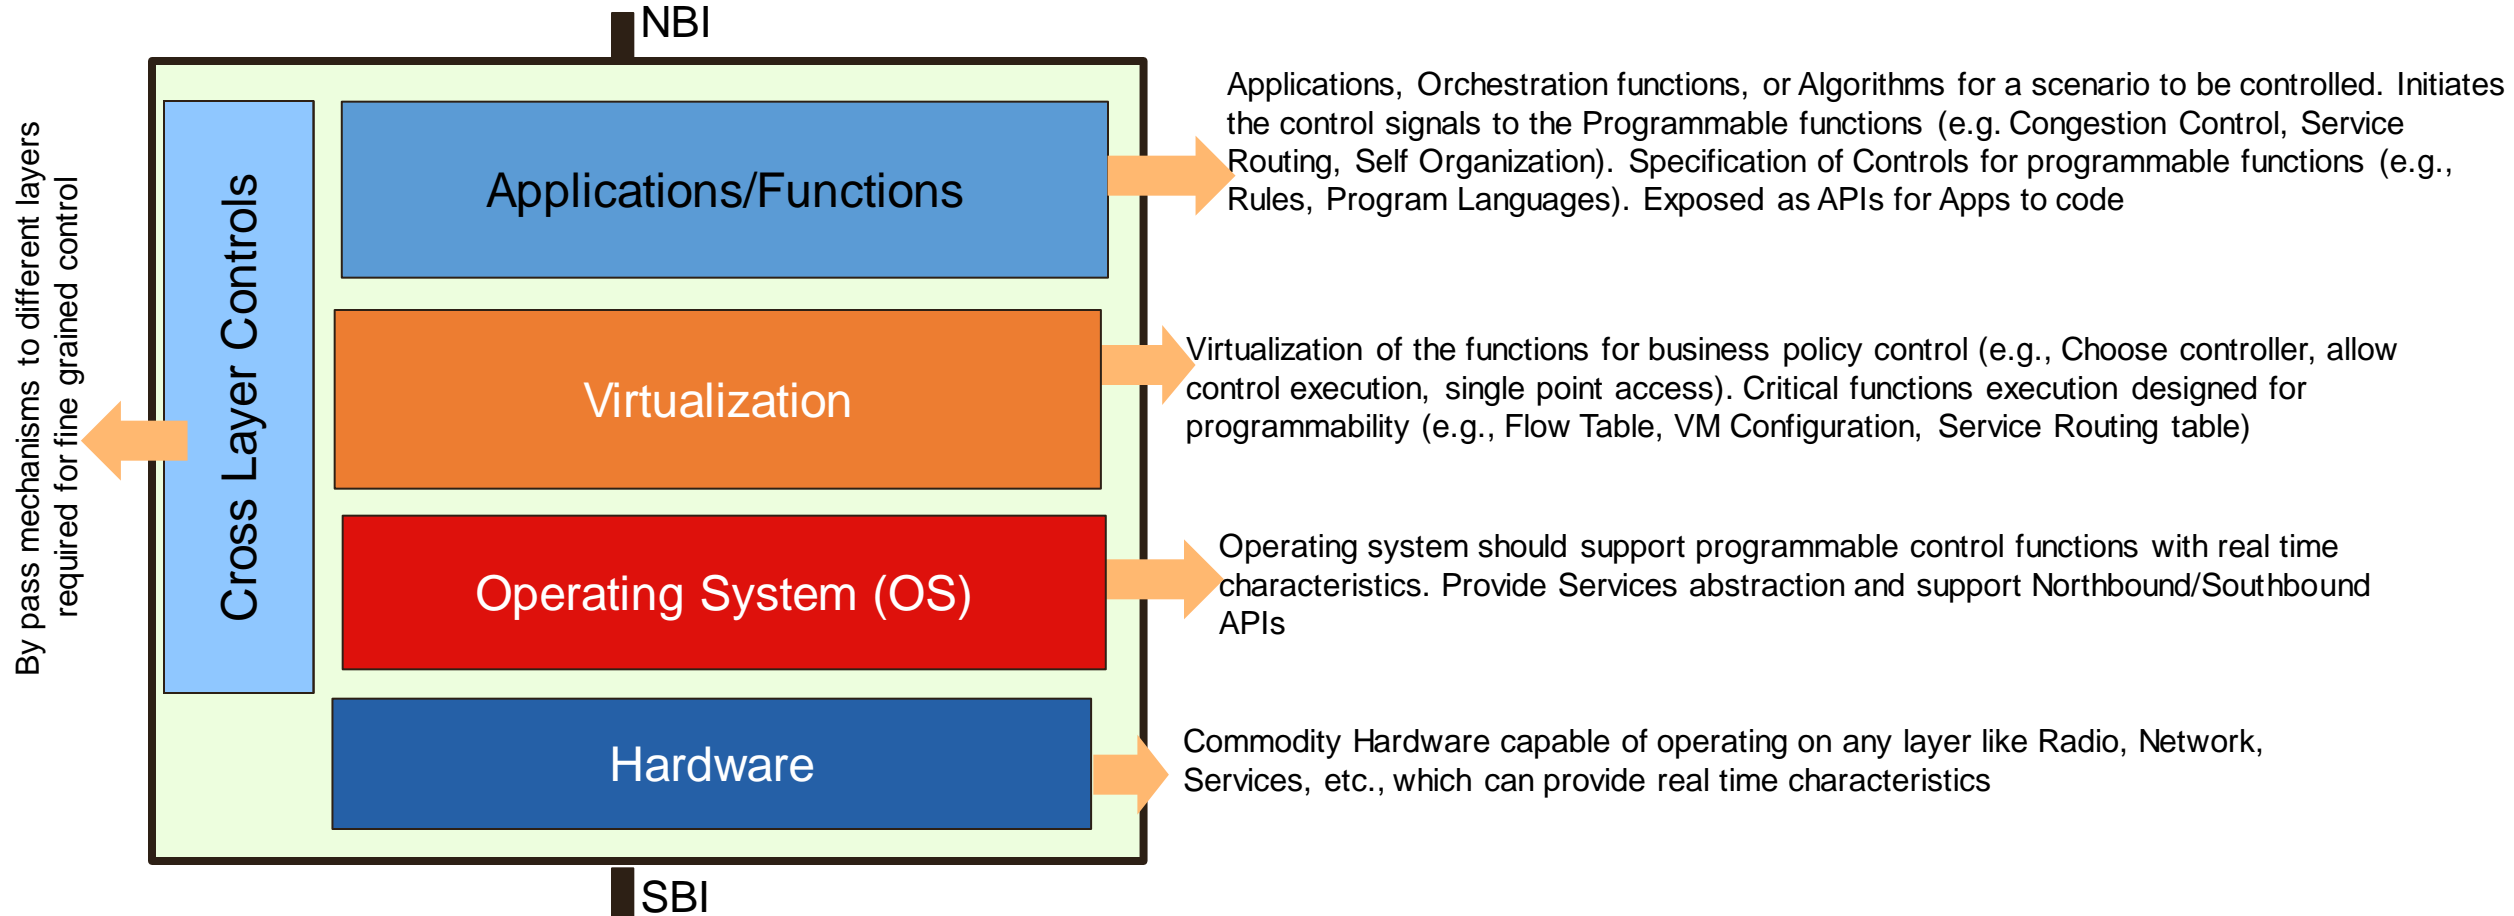 NBI
By pass mechanisms to different layers
required for fine grained control
Cross Layer Controls
Applications/Functions
Applications, Orchestration functions, or Algorithms for a scenario to be controlled. Initiates
the control signals to the Programmable functions (e.g. Congestion Control, Service
Routing, Self Organization). Specification of Controls for programmable functions (e.g.,
Rules, Program Languages). Exposed as APIs for Apps to code
Virtualization
Virtualization of the functions for business policy control (e.g., Choose controller, allow
control execution, single point access). Critical functions execution designed for
programmability (e.g., Flow Table, VM Configuration, Service Routing table)
Operating System (OS)
Operating system should support programmable control functions with real time
characteristics. Provide Services abstraction and support Northbound/Southbound
APIs
Hardware
Commodity Hardware capable of operating on any layer like Radio, Network,
Services, etc., which can provide real time characteristics
SBI